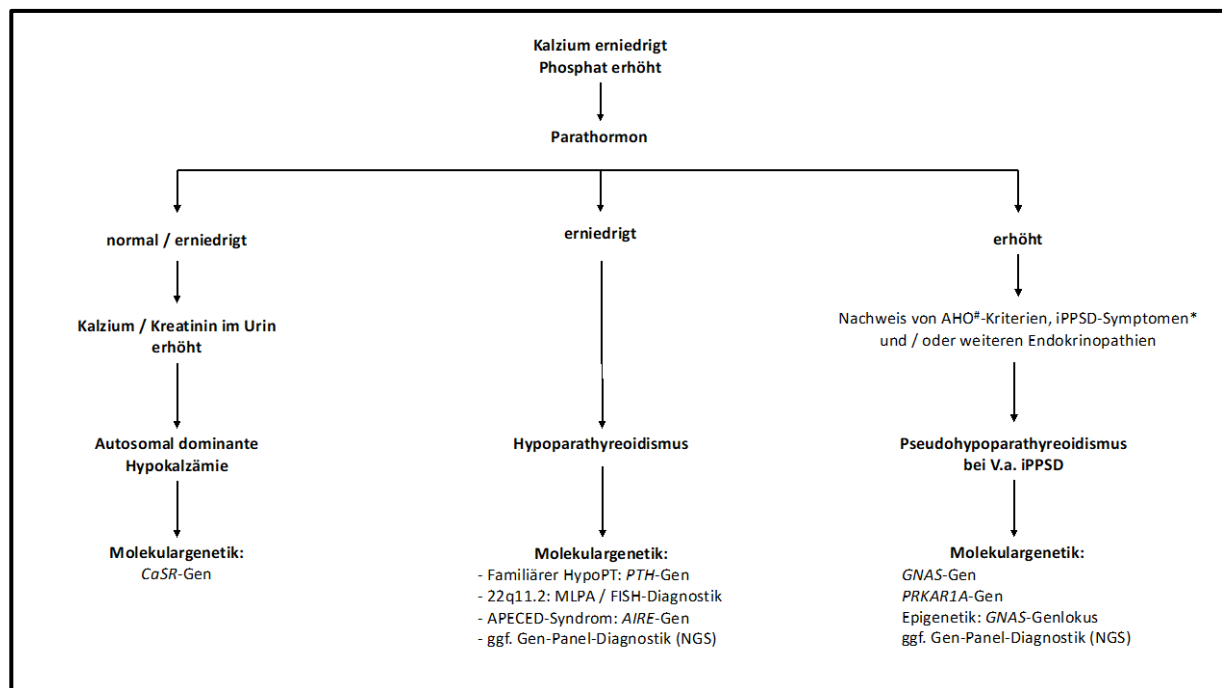 Kalzium erniedrigt
Phosphat erhöht
Parathormon
normal / erniedrigt
erniedrigt
erhöht
Kalzium / Kreatinin im Urin
erhöht
Nachweis von AHO#-Kriterien, iPPSD-Symptomen*
und / oder weiteren Endokrinopathien
Autosomal dominante
Hypokalzämie
Hypoparathyreoidismus
Pseudohypoparathyreoidismus
bei V.a. iPPSD
Molekulargenetik:
CaSR-Gen
Molekulargenetik:
- Familiärer HypoPT: PTH-Gen
- 22q11.2: MLPA / FISH-Diagnostik
- APECED-Syndrom: AIRE-Gen
- ggf. Gen-Panel-Diagnostik (NGS)
Molekulargenetik:
GNAS-Gen
PRKAR1A-Gen
Epigenetik: GNAS-Genlokus
ggf. Gen-Panel-Diagnostik (NGS)